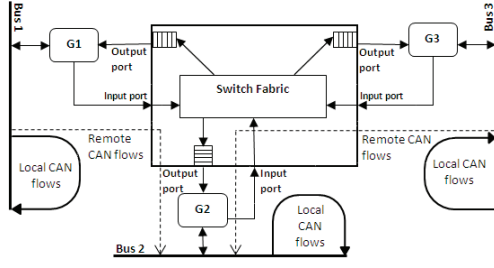 Bus 1
G1
Output
port
Input port
Switch Fabric
Output
port
Input port
G3
Bus 3
Remote
CAN flows
Remote
CAN flows
Local CAN
flows
Local CAN
flows
Output
port
Input
port
G2
Local
CAN
flows
Bus 2